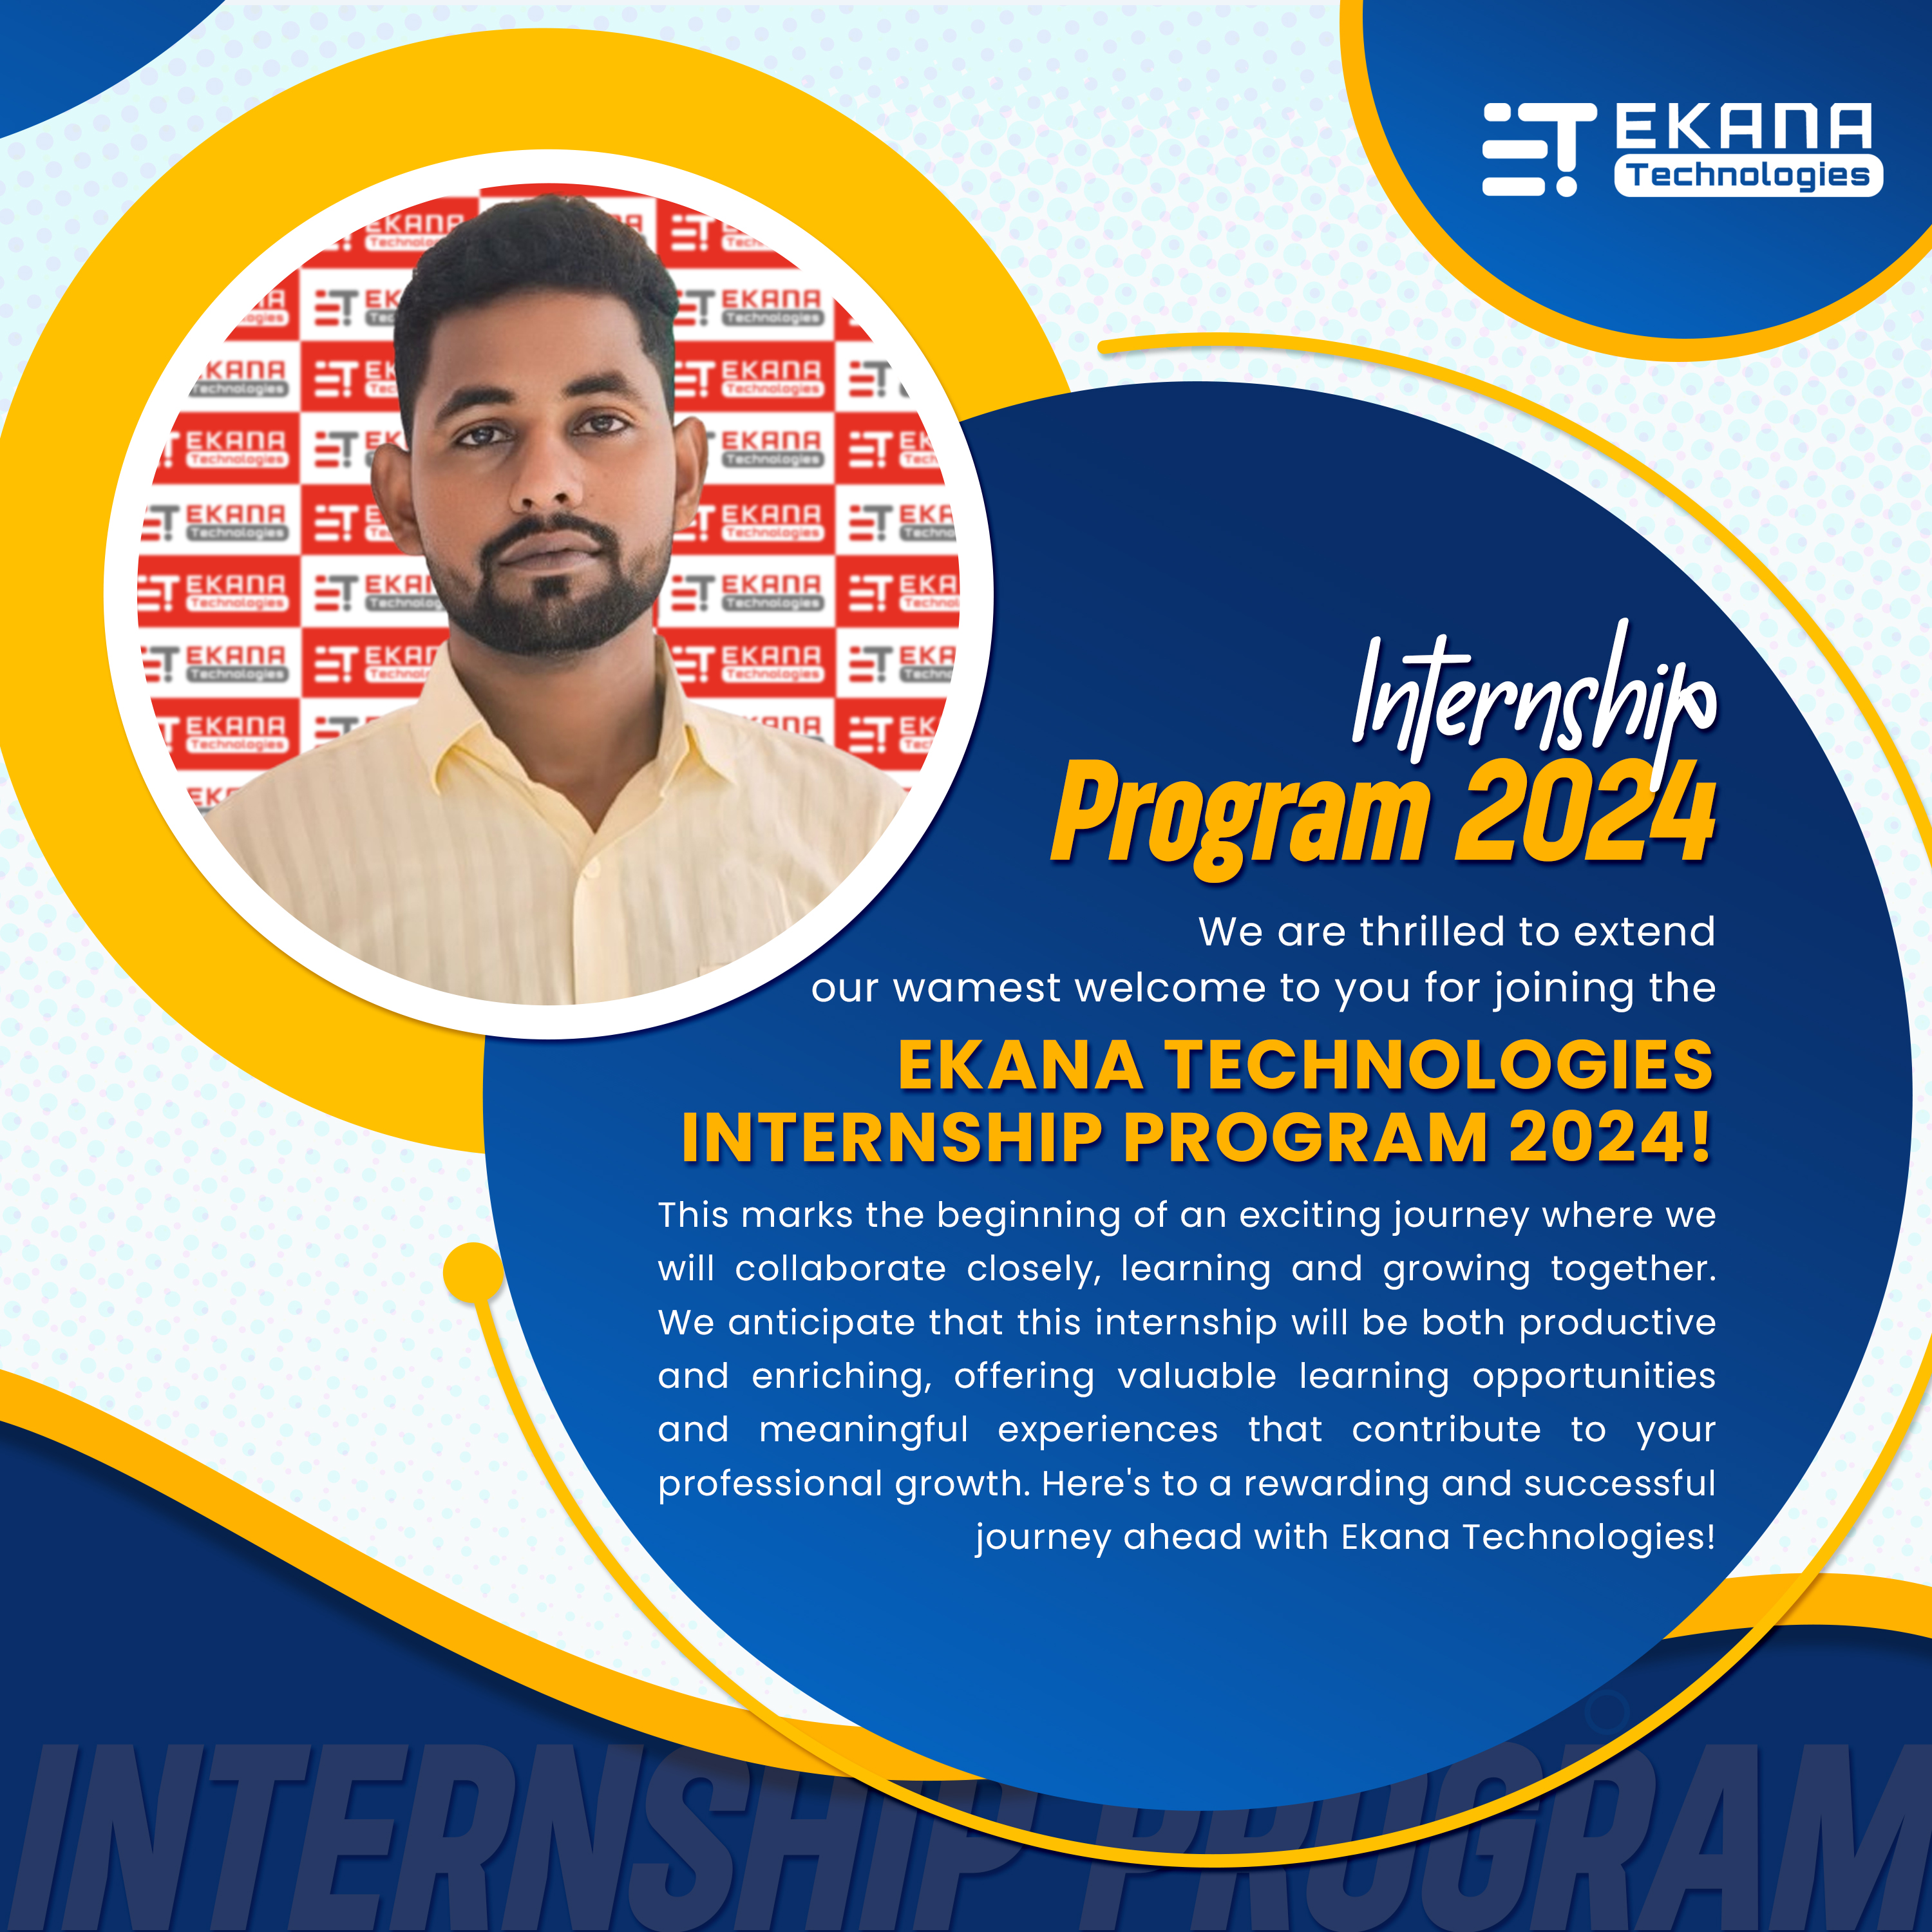 EKANA
Technologies
Internship
Program 2024
We are thrilled to extend
our wamest welcome to you for joining the
EKANA TECHNOLOGIES
INTERNSHIP PROGRAM 2024!
This marks the beginning of an exciting journey where we
will collaborate closely, learning and growing together.
We anticipate that this internship will be both productive
and enriching, offering valuable learning opportunities
and meaningful experiences that contribute to your
professional growth. Here's to a rewarding and successful
journey ahead with Ekana Technologies!
INTERNSHIP PROGRAM